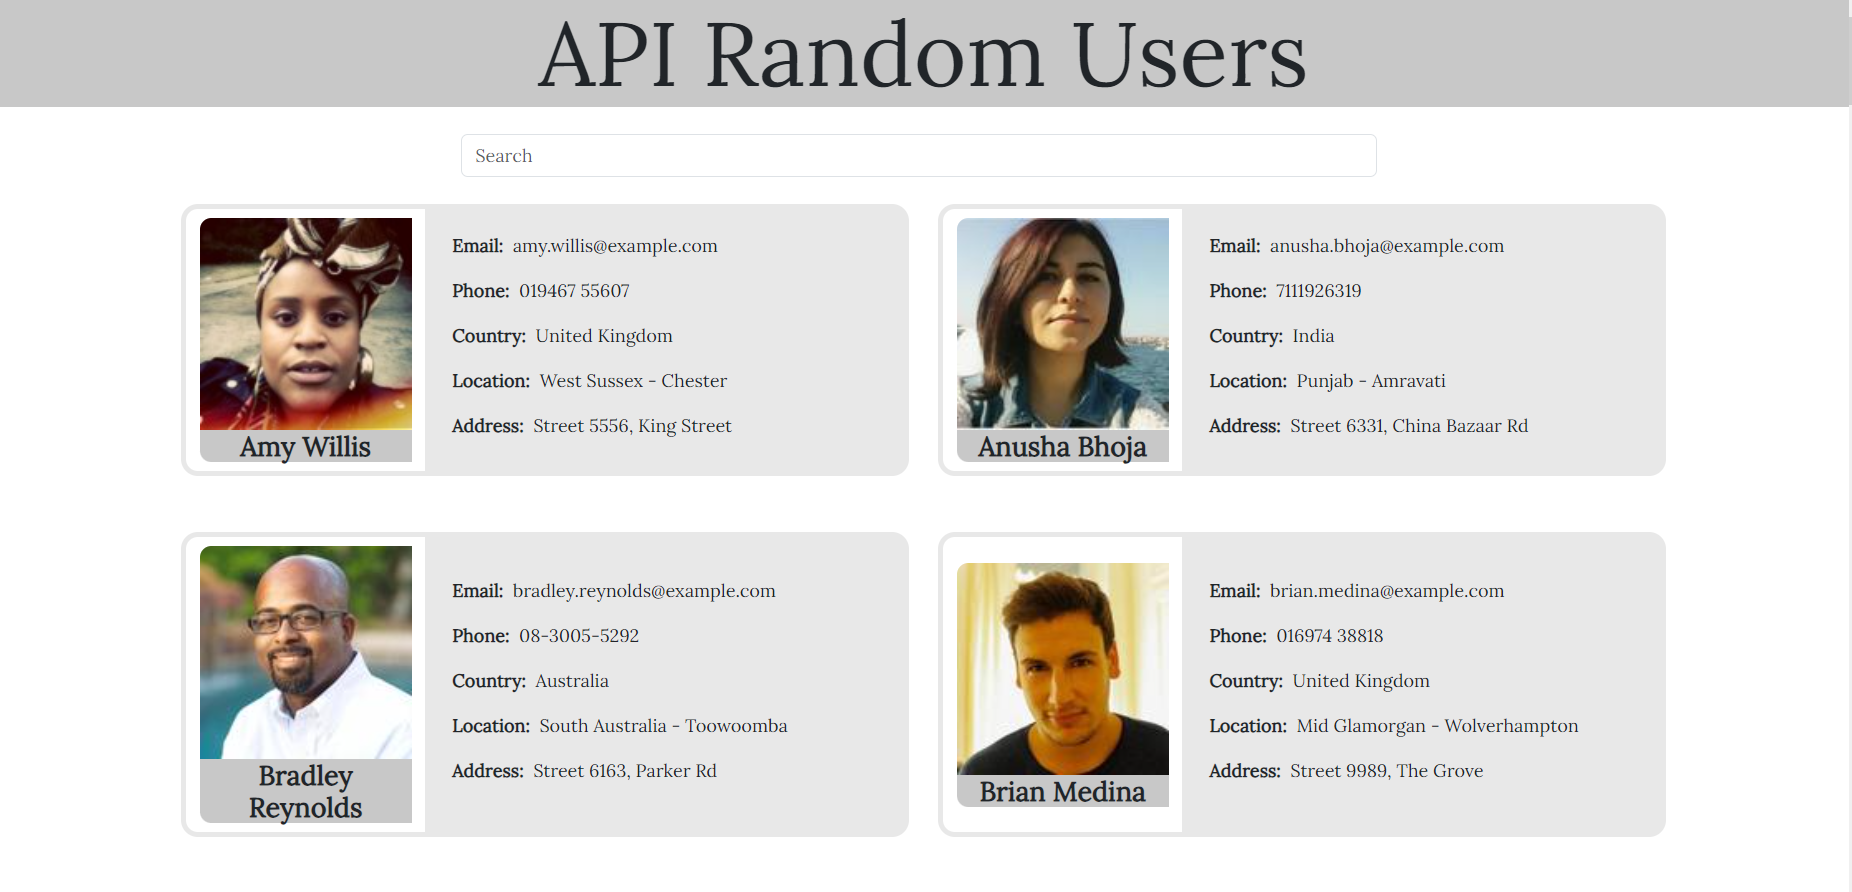 API Random Users
Search
Email: amy.willis@example.com
Phone: 019467 55607
Country: United Kingdom
Location: West Sussex - Chester
Address: Street 5556, King Street
Amy Willis
Email: anusha.bhoja@example.com
Phone: 7111926319
Country: India
Location: Punjab - Amravati
Address: Street 6331, China Bazaar Rd
Anusha Bhoja
Email: bradley.reynolds@example.com
Phone: 08-3005-5292
Country: Australia
Location: South Australia - Toowoomba
Address: Street 6163, Parker Rd
Bradley
Reynolds
Email: brian.medina@example.com
Phone: 016974 38818
Country: United Kingdom
Location: Mid Glamorgan - Wolverhampton
Address: Street 9989, The Grove
Brian Medina